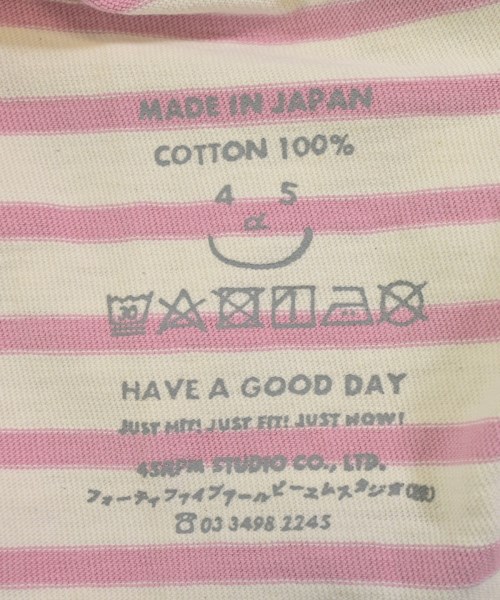 MADE IN JAPAN
COTTON 100%
4 α 5
30
HAVE A GOOD DAY
JUST HIT! JUST FIT! JUST NOW!
45RPM STUDIO CO., LTD.
フォーティファイブアールピーエムスタジオ(株)
☎03 3498 2245